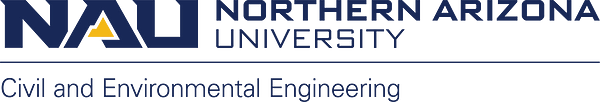 NAU NORTHERN ARIZONA
UNIVERSITY
Civil and Environmental Engineering